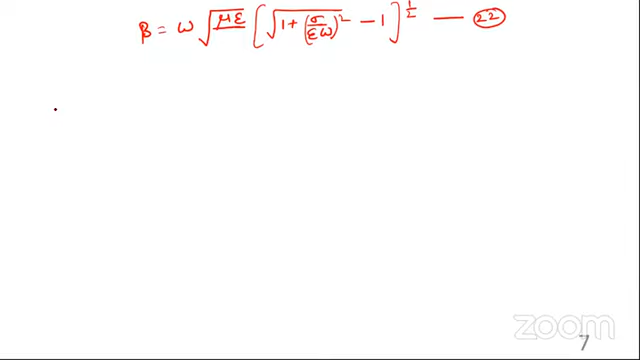 β = ω √με [√1 + (σ/εω)² - 1]^½ — 22
zoom
7